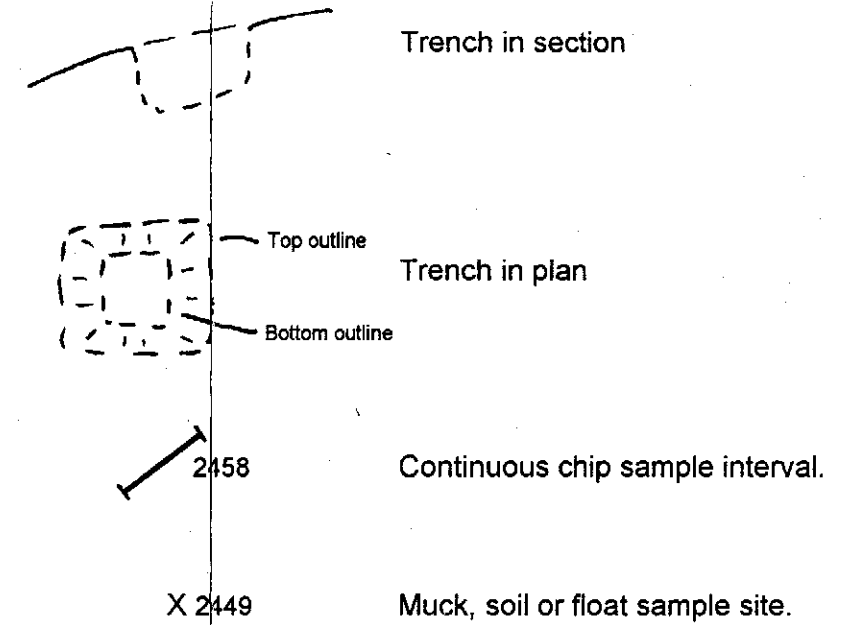 Trench in section
Top outline
Trench in plan
Bottom outline
2458 Continuous chip sample interval.
X 2449 Muck, soil or float sample site.